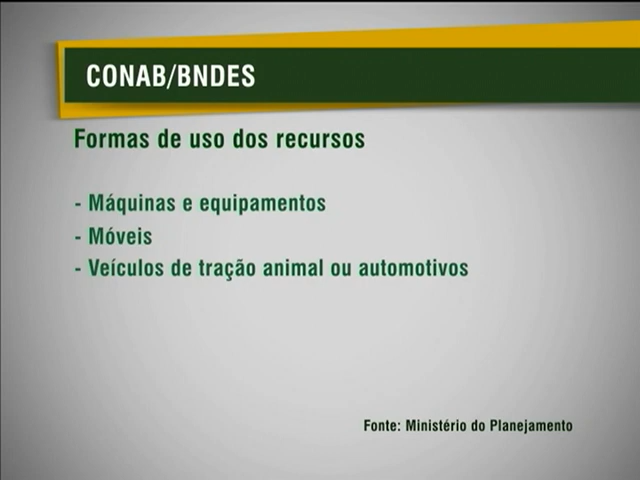 CONAB/BNDES
Formas de uso dos recursos
- Máquinas e equipamentos
- Móveis
- Veículos de tração animal ou automotivos
Fonte: Ministério do Planejamento